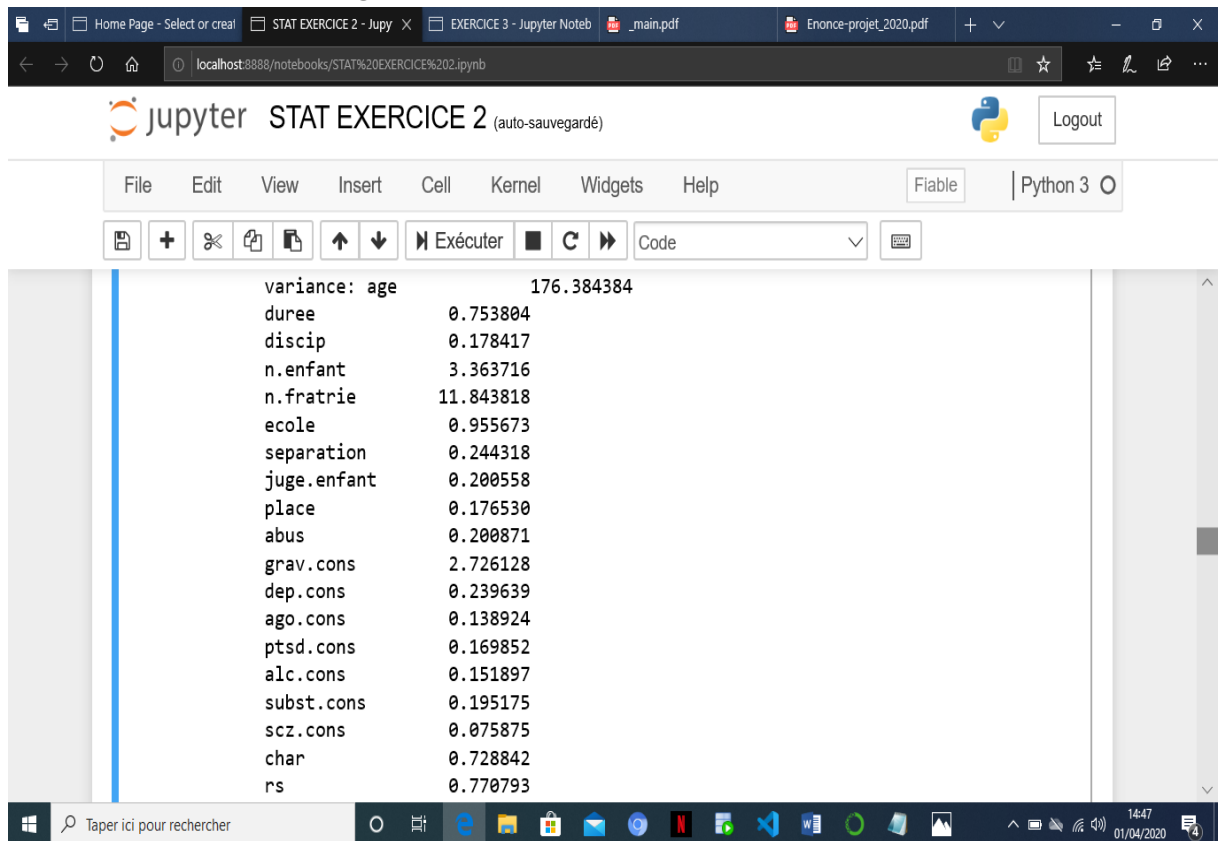 Home Page - Select or creat
STAT EXERCICE 2 - Jupy
EXERCICE 3 - Jupyter Noteb
_main.pdf
Enonce-projet_2020.pdf
localhost:8888/notebooks/STAT%20EXERCICE%202.ipynb
jupyter STAT EXERCICE 2 (auto-sauvegardé)
Logout
File Edit View Insert Cell Kernel Widgets Help
Fiable
Python 3
Exécuter
Code
variance: age 176.384384
duree 0.753804
discip 0.178417
n.enfant 3.363716
n.fratrie 11.843818
ecole 0.955673
separation 0.244318
juge.enfant 0.200558
place 0.176530
abus 0.200871
grav.cons 2.726128
dep.cons 0.239639
ago.cons 0.138924
ptsd.cons 0.169852
alc.cons 0.151897
subst.cons 0.195175
scz.cons 0.075875
char 0.728842
rs 0.770793
Taper ici pour rechercher
14:47
01/04/2020
4